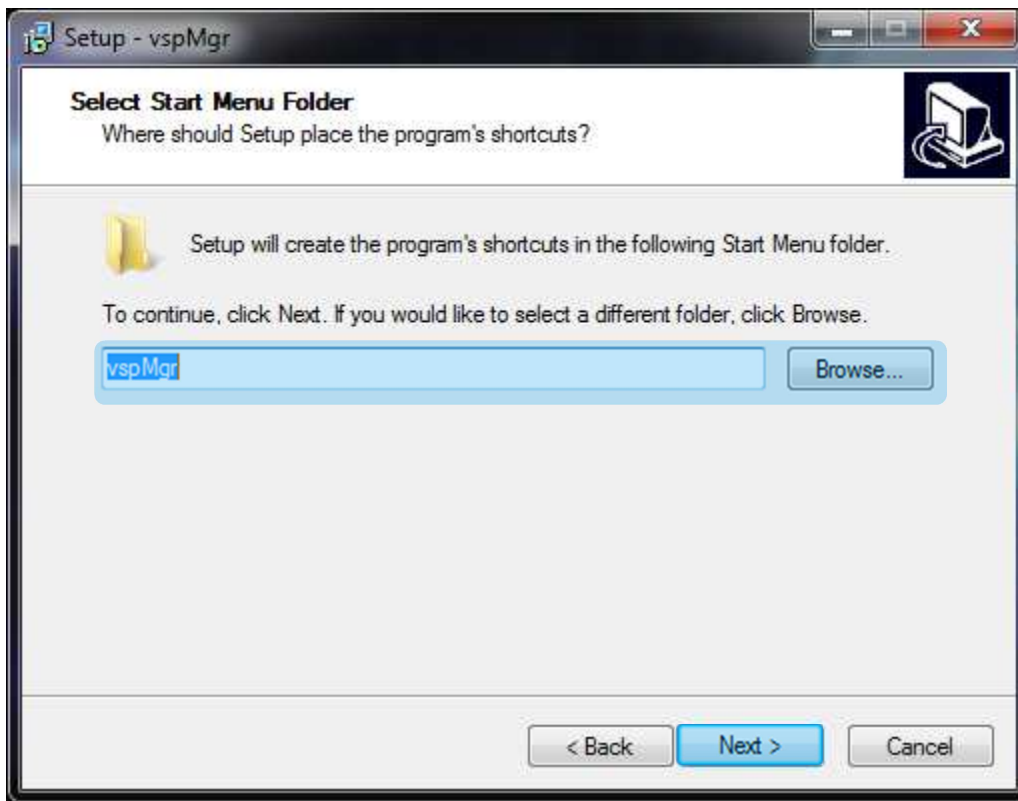 Setup - vspMgr
Select Start Menu Folder
Where should Setup place the program's shortcuts?
Setup will create the program's shortcuts in the following Start Menu folder.
To continue, click Next. If you would like to select a different folder, click Browse.
vspMgr
Browse...
< Back
Next >
Cancel